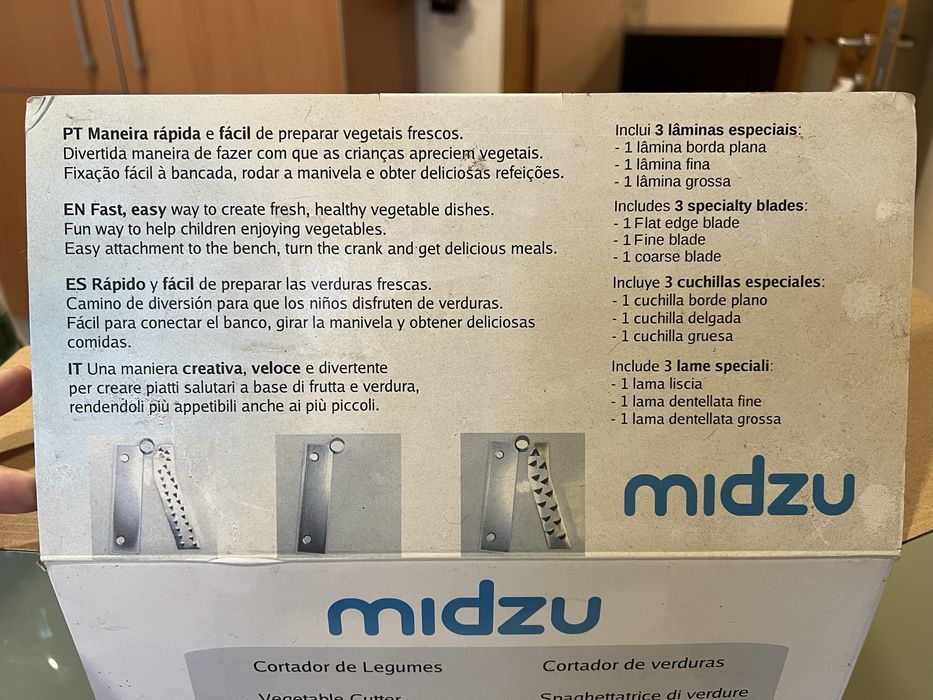 PT Maneira rápida e fácil de preparar vegetais frescos.
Divertida maneira de fazer com que as crianças apreciem vegetais.
Fixação fácil à bancada, rodar a manivela e obter deliciosas refeições.
EN Fast, easy way to create fresh, healthy vegetable dishes.
Fun way to help children enjoying vegetables.
Easy attachment to the bench, turn the crank and get delicious meals.
ES Rápido y fácil de preparar las verduras frescas.
Camino de diversión para que los niños disfruten de verduras.
Fácil para conectar el banco, girar la manivela y obtener deliciosas
comidas.
IT Una maniera creativa, veloce e divertente
per creare piatti salutari a base di frutta e verdura,
rendendoli più appetibili anche ai più piccoli.
Inclui 3 lâminas especiais:
- 1 lâmina borda plana
- 1 lâmina fina
- 1 lâmina grossa
Includes 3 specialty blades:
- 1 Flat edge blade
- 1 Fine blade
- 1 coarse blade
Incluye 3 cuchillas especiales:
- 1 cuchilla borde plano
- 1 cuchilla delgada
- 1 cuchilla gruesa
Include 3 lame speciali:
- 1 lama liscia
- 1 lama dentellata fine
- 1 lama dentellata grossa
midzu
midzu
Cortador de Legumes
Cortador de verduras
Vegetable Cutter
Spaghettatrice di verdure